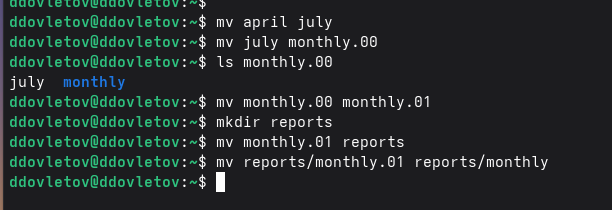 ddovletov@ddovletov:~$
ddovletov@ddovletov:~$ mv april july
ddovletov@ddovletov:~$ mv july monthly.00
ddovletov@ddovletov:~$ ls monthly.00
july  monthly
ddovletov@ddovletov:~$ mv monthly.00 monthly.01
ddovletov@ddovletov:~$ mkdir reports
ddovletov@ddovletov:~$ mv monthly.01 reports
ddovletov@ddovletov:~$ mv reports/monthly.01 reports/monthly
ddovletov@ddovletov:~$